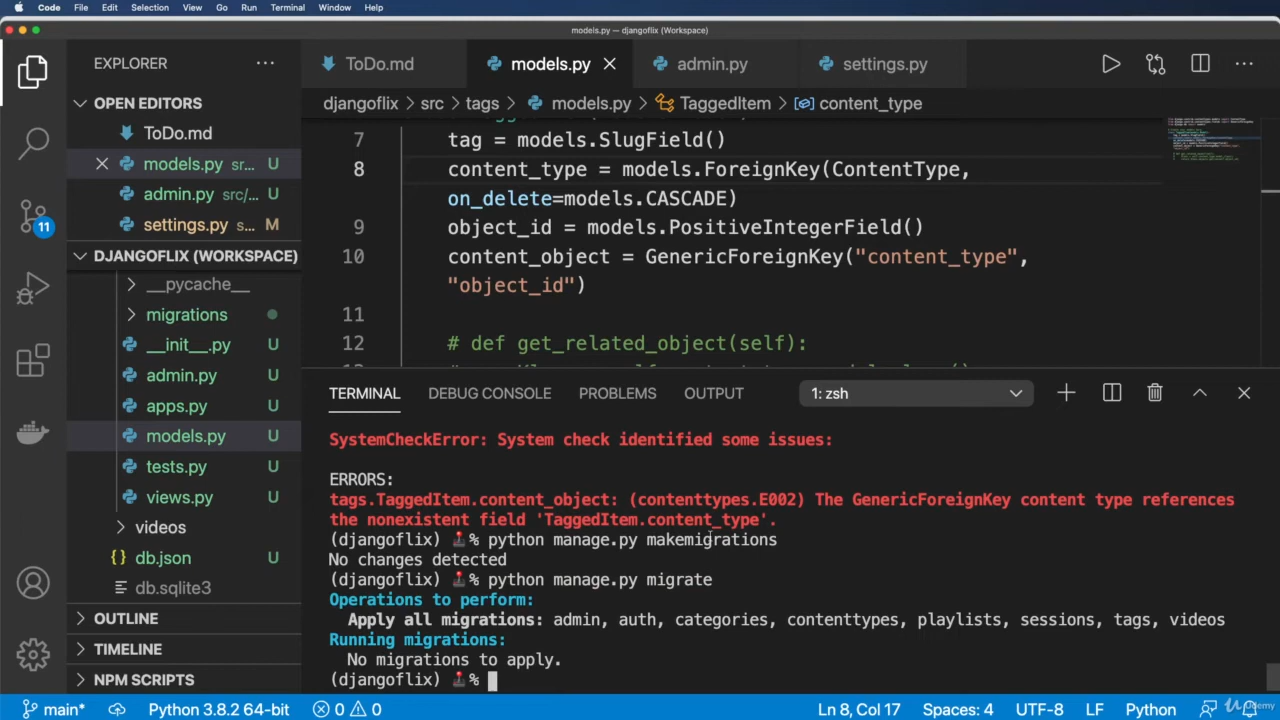 Code File Edit Selection View Go Run Terminal Window Help
models.py — djangoflix (Workspace)
EXPLORER
ToDo.md models.py admin.py settings.py
OPEN EDITORS
ToDo.md
models.py sr... U
admin.py src/... U
settings.py s... M
11
DJANGOFLIX (WORKSPACE)
__pycache__
migrations
__init__.py U
admin.py U
apps.py U
models.py U
tests.py U
views.py U
videos
db.json U
db.sqlite3
OUTLINE
TIMELINE
NPM SCRIPTS
djangoflix > src > tags > models.py > TaggedItem > content_type
7 tag = models.SlugField()
8 content_type = models.ForeignKey(ContentType,
on_delete=models.CASCADE)
9 object_id = models.PositiveIntegerField()
10 content_object = GenericForeignKey("content_type",
"object_id")
11
12 # def get_related_object(self):
TERMINAL DEBUG CONSOLE PROBLEMS OUTPUT 1: zsh
SystemCheckError: System check identified some issues:
ERRORS:
tags.TaggedItem.content_object: (contenttypes.E002) The GenericForeignKey content type references
the nonexistent field 'TaggedItem.content_type'.
(djangoflix) 🕹% python manage.py makemigrations
No changes detected
(djangoflix) 🕹% python manage.py migrate
Operations to perform:
Apply all migrations: admin, auth, categories, contenttypes, playlists, sessions, tags, videos
Running migrations:
No migrations to apply.
(djangoflix) 🕹%
main* Python 3.8.2 64-bit 0 0 Ln 8, Col 17 Spaces: 4 UTF-8 LF Python
Udemy